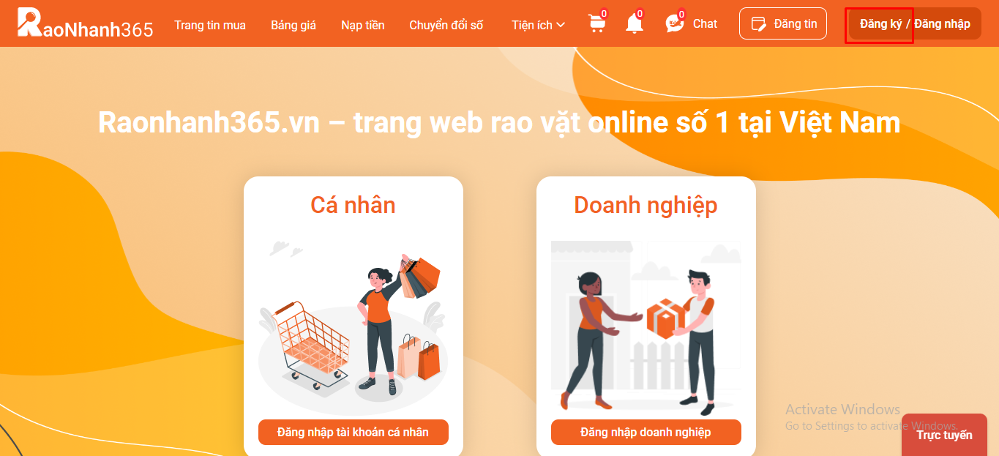 RaoNhanh365
Trang tin mua
Bảng giá
Nạp tiền
Chuyển đổi số
Tiện ích
0
0
0
Chat
Đăng tin
Đăng ký / Đăng nhập
Raonhanh365.vn – trang web rao vặt online số 1 tại Việt Nam
Cá nhân
Đăng nhập tài khoản cá nhân
Doanh nghiệp
Đăng nhập doanh nghiệp
Activate Windows
Go to Settings to activate Windows.
Trực tuyến